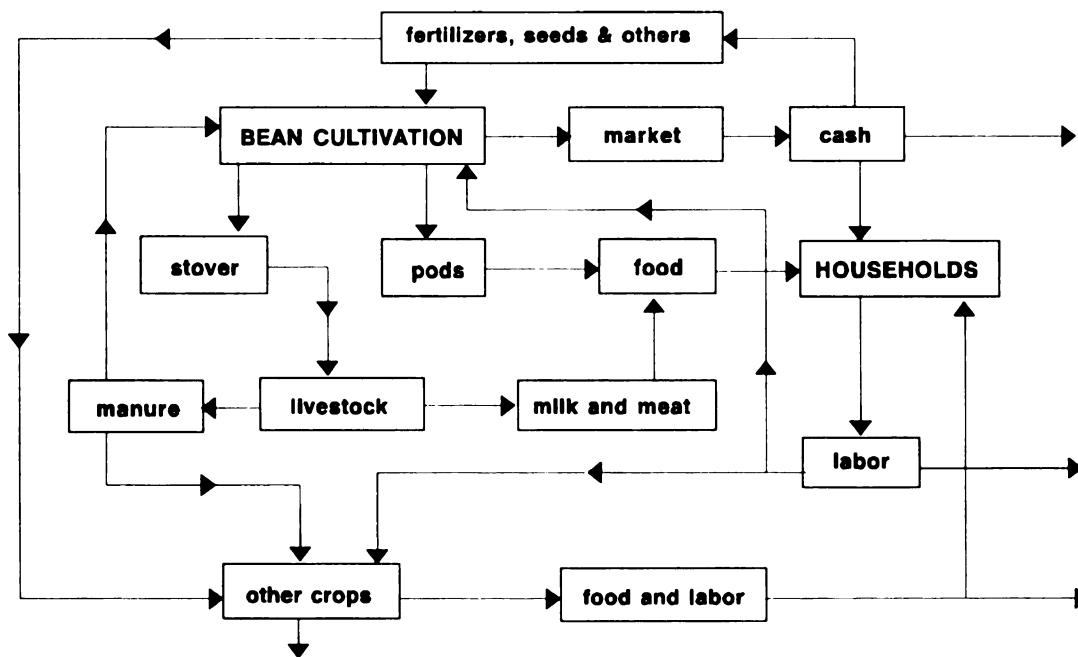 fertilizers, seeds & others
BEAN CULTIVATION
market
cash
stover
pods
food
HOUSEHOLDS
manure
livestock
milk and meat
labor
other crops
food and labor